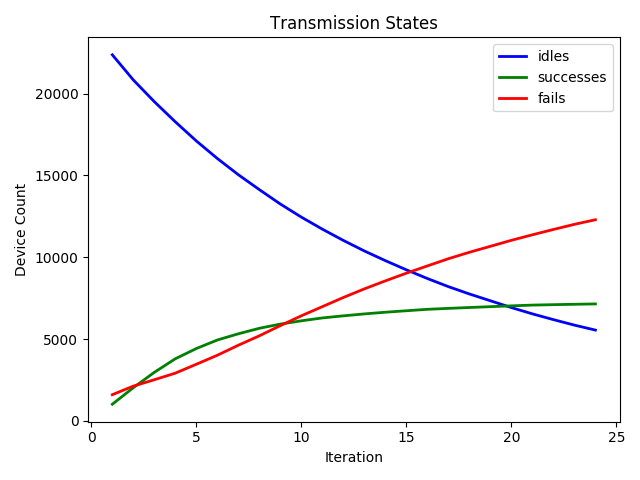 Transmission States
idles
successes
fails
Device Count
20000
15000
10000
5000
0
0 5 10 15 20 25
Iteration